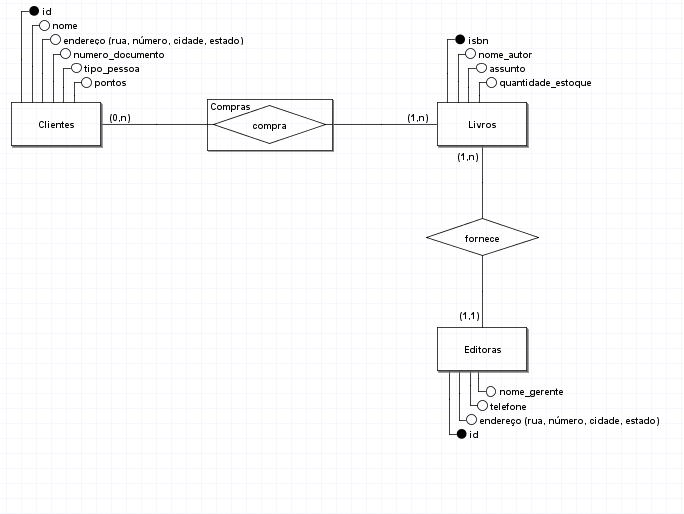 id
nome
endereço (rua, número, cidade, estado)
numero_documento
tipo_pessoa
pontos
Clientes
(0,n)
Compras
compra
(1,n)
isbn
nome_autor
assunto
quantidade_estoque
Livros
(1,n)
fornece
(1,1)
Editoras
nome_gerente
telefone
endereço (rua, número, cidade, estado)
id